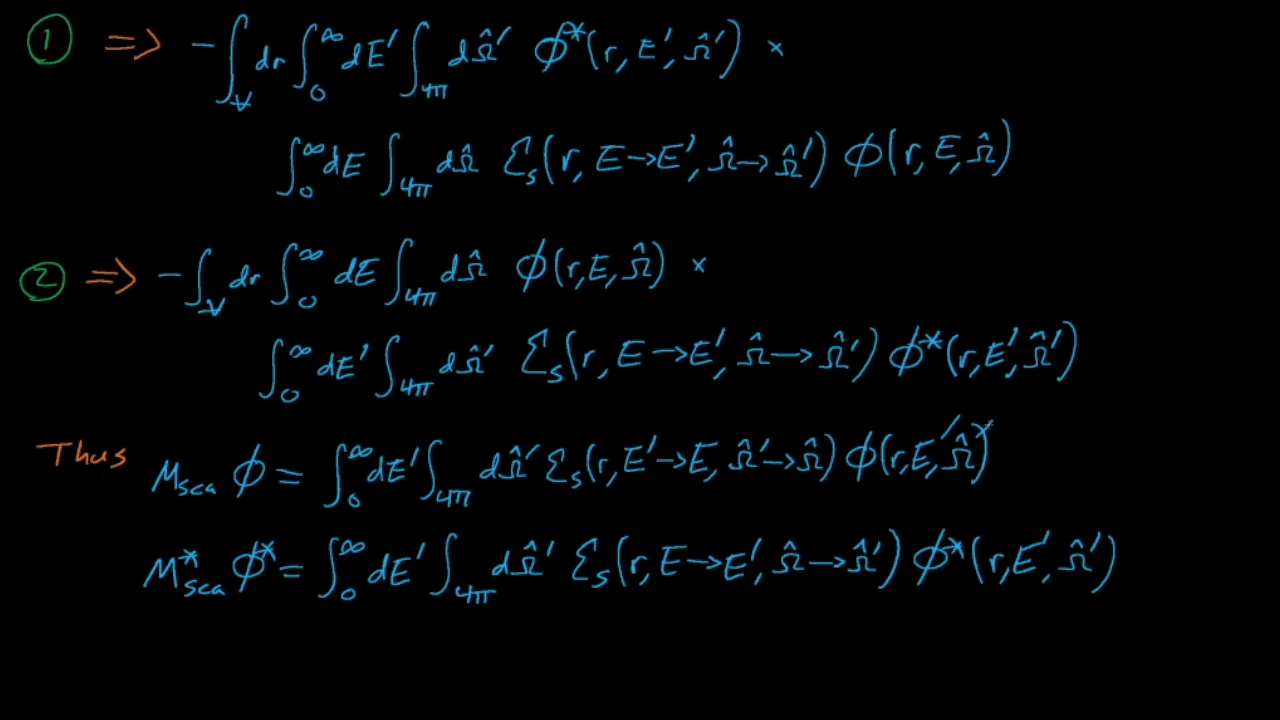 ① ⇒ -∫_V dr ∫_0^∞ dE' ∫_4π dΩ̂' ϕ*(r, E', Ω̂') ×
∫_0^∞ dE ∫_4π dΩ̂ Σ_s(r, E→E', Ω̂→Ω̂') ϕ(r, E, Ω̂)
② ⇒ -∫_V dr ∫_0^∞ dE ∫_4π dΩ̂ ϕ(r, E, Ω̂) ×
∫_0^∞ dE' ∫_4π dΩ̂' Σ_s(r, E→E', Ω̂→Ω̂') ϕ*(r, E', Ω̂')
Thus M_sca ϕ = ∫_0^∞ dE' ∫_4π dΩ̂' Σ_s(r, E'→E, Ω̂'→Ω̂) ϕ(r, E', Ω̂')
M*_sca ϕ* = ∫_0^∞ dE' ∫_4π dΩ̂' Σ_s(r, E→E', Ω̂→Ω̂') ϕ*(r, E', Ω̂')